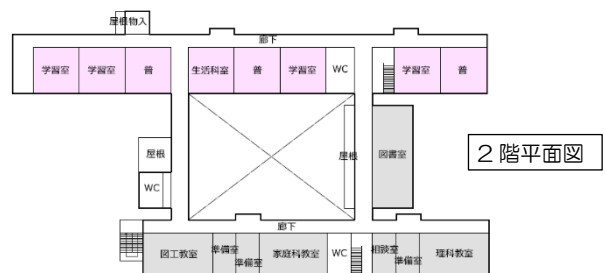 屋根物入
廊下
学習室 学習室 普 生活科室 普 学習室 WC 学習室 普
屋根 屋根 図書室
2階平面図
WC
廊下
図工教室 準備室 準備室 家庭科教室 WC 相談室 準備室 理科教室